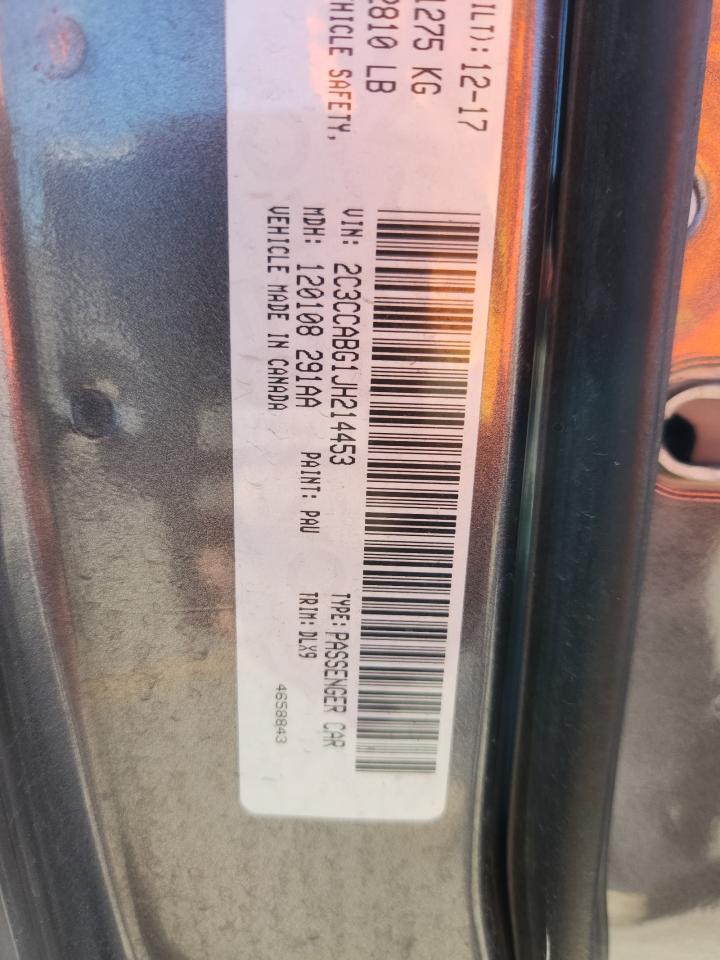 ILT): 12-17
1275 KG
2810 LB
EHICLE SAFETY,
VIN: 2C3CCABG1JH214453 TYPE: PASSENGER CAR
MDH: 120108 291AA PAINT: PAU TRIM: DLX9
VEHICLE MADE IN CANADA 4658843